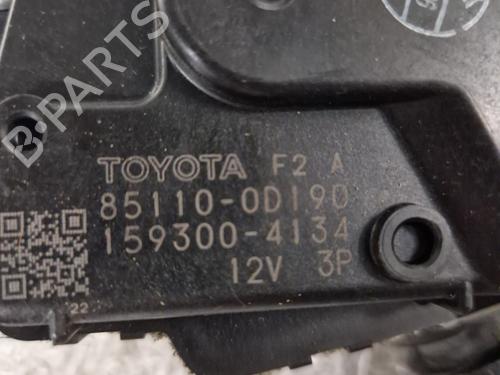 TOYOTA F2 A
85110-0D190
159300-4134
12V 3P
22
B-PARTS